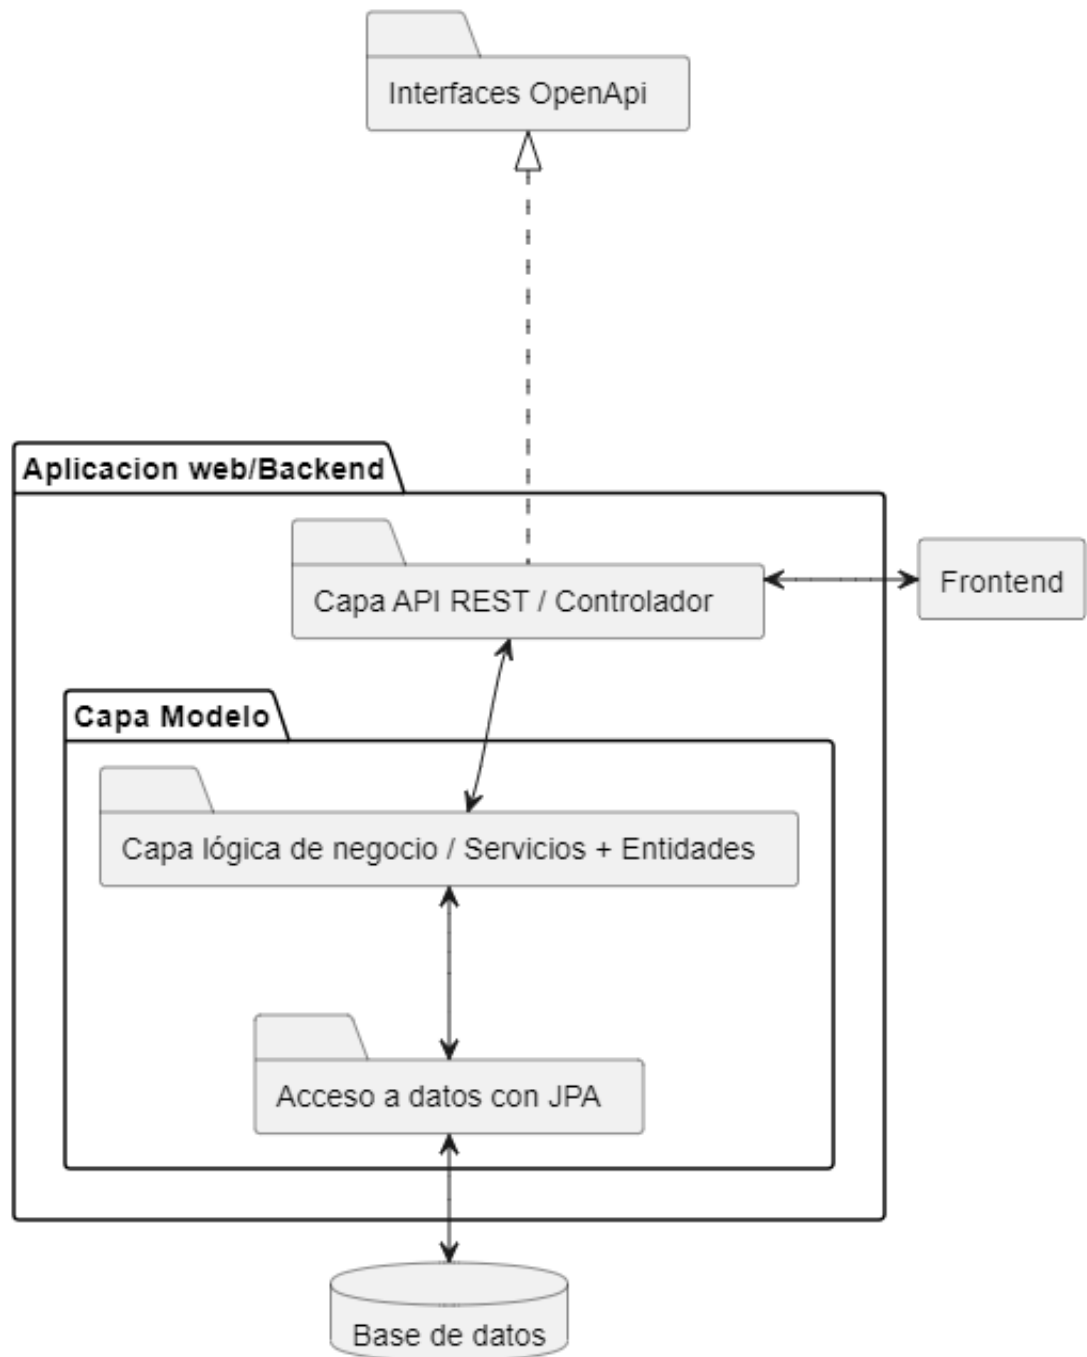 Interfaces OpenApi
Aplicacion web/Backend
Capa API REST / Controlador
Frontend
Capa Modelo
Capa lógica de negocio / Servicios + Entidades
Acceso a datos con JPA
Base de datos